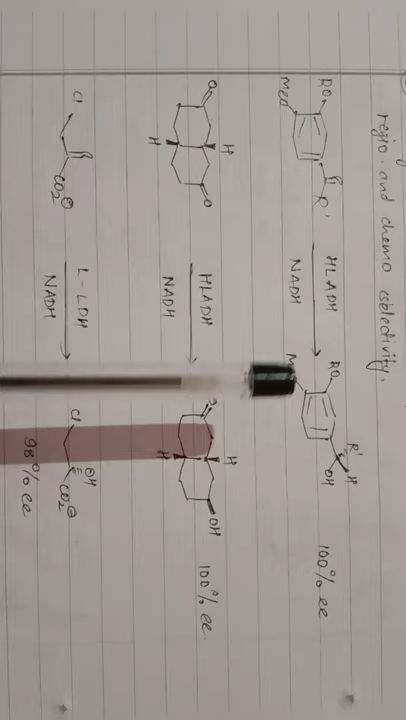 regio. and chemo selectivity.
RO MeO R' HLADH NADH RO M R' H OH 100% ee
O H H O HLADH NADH O H H OH 100% ee.
Cl CO2⊖ L-LDH NADH Cl OH CO2⊖ 98% ee